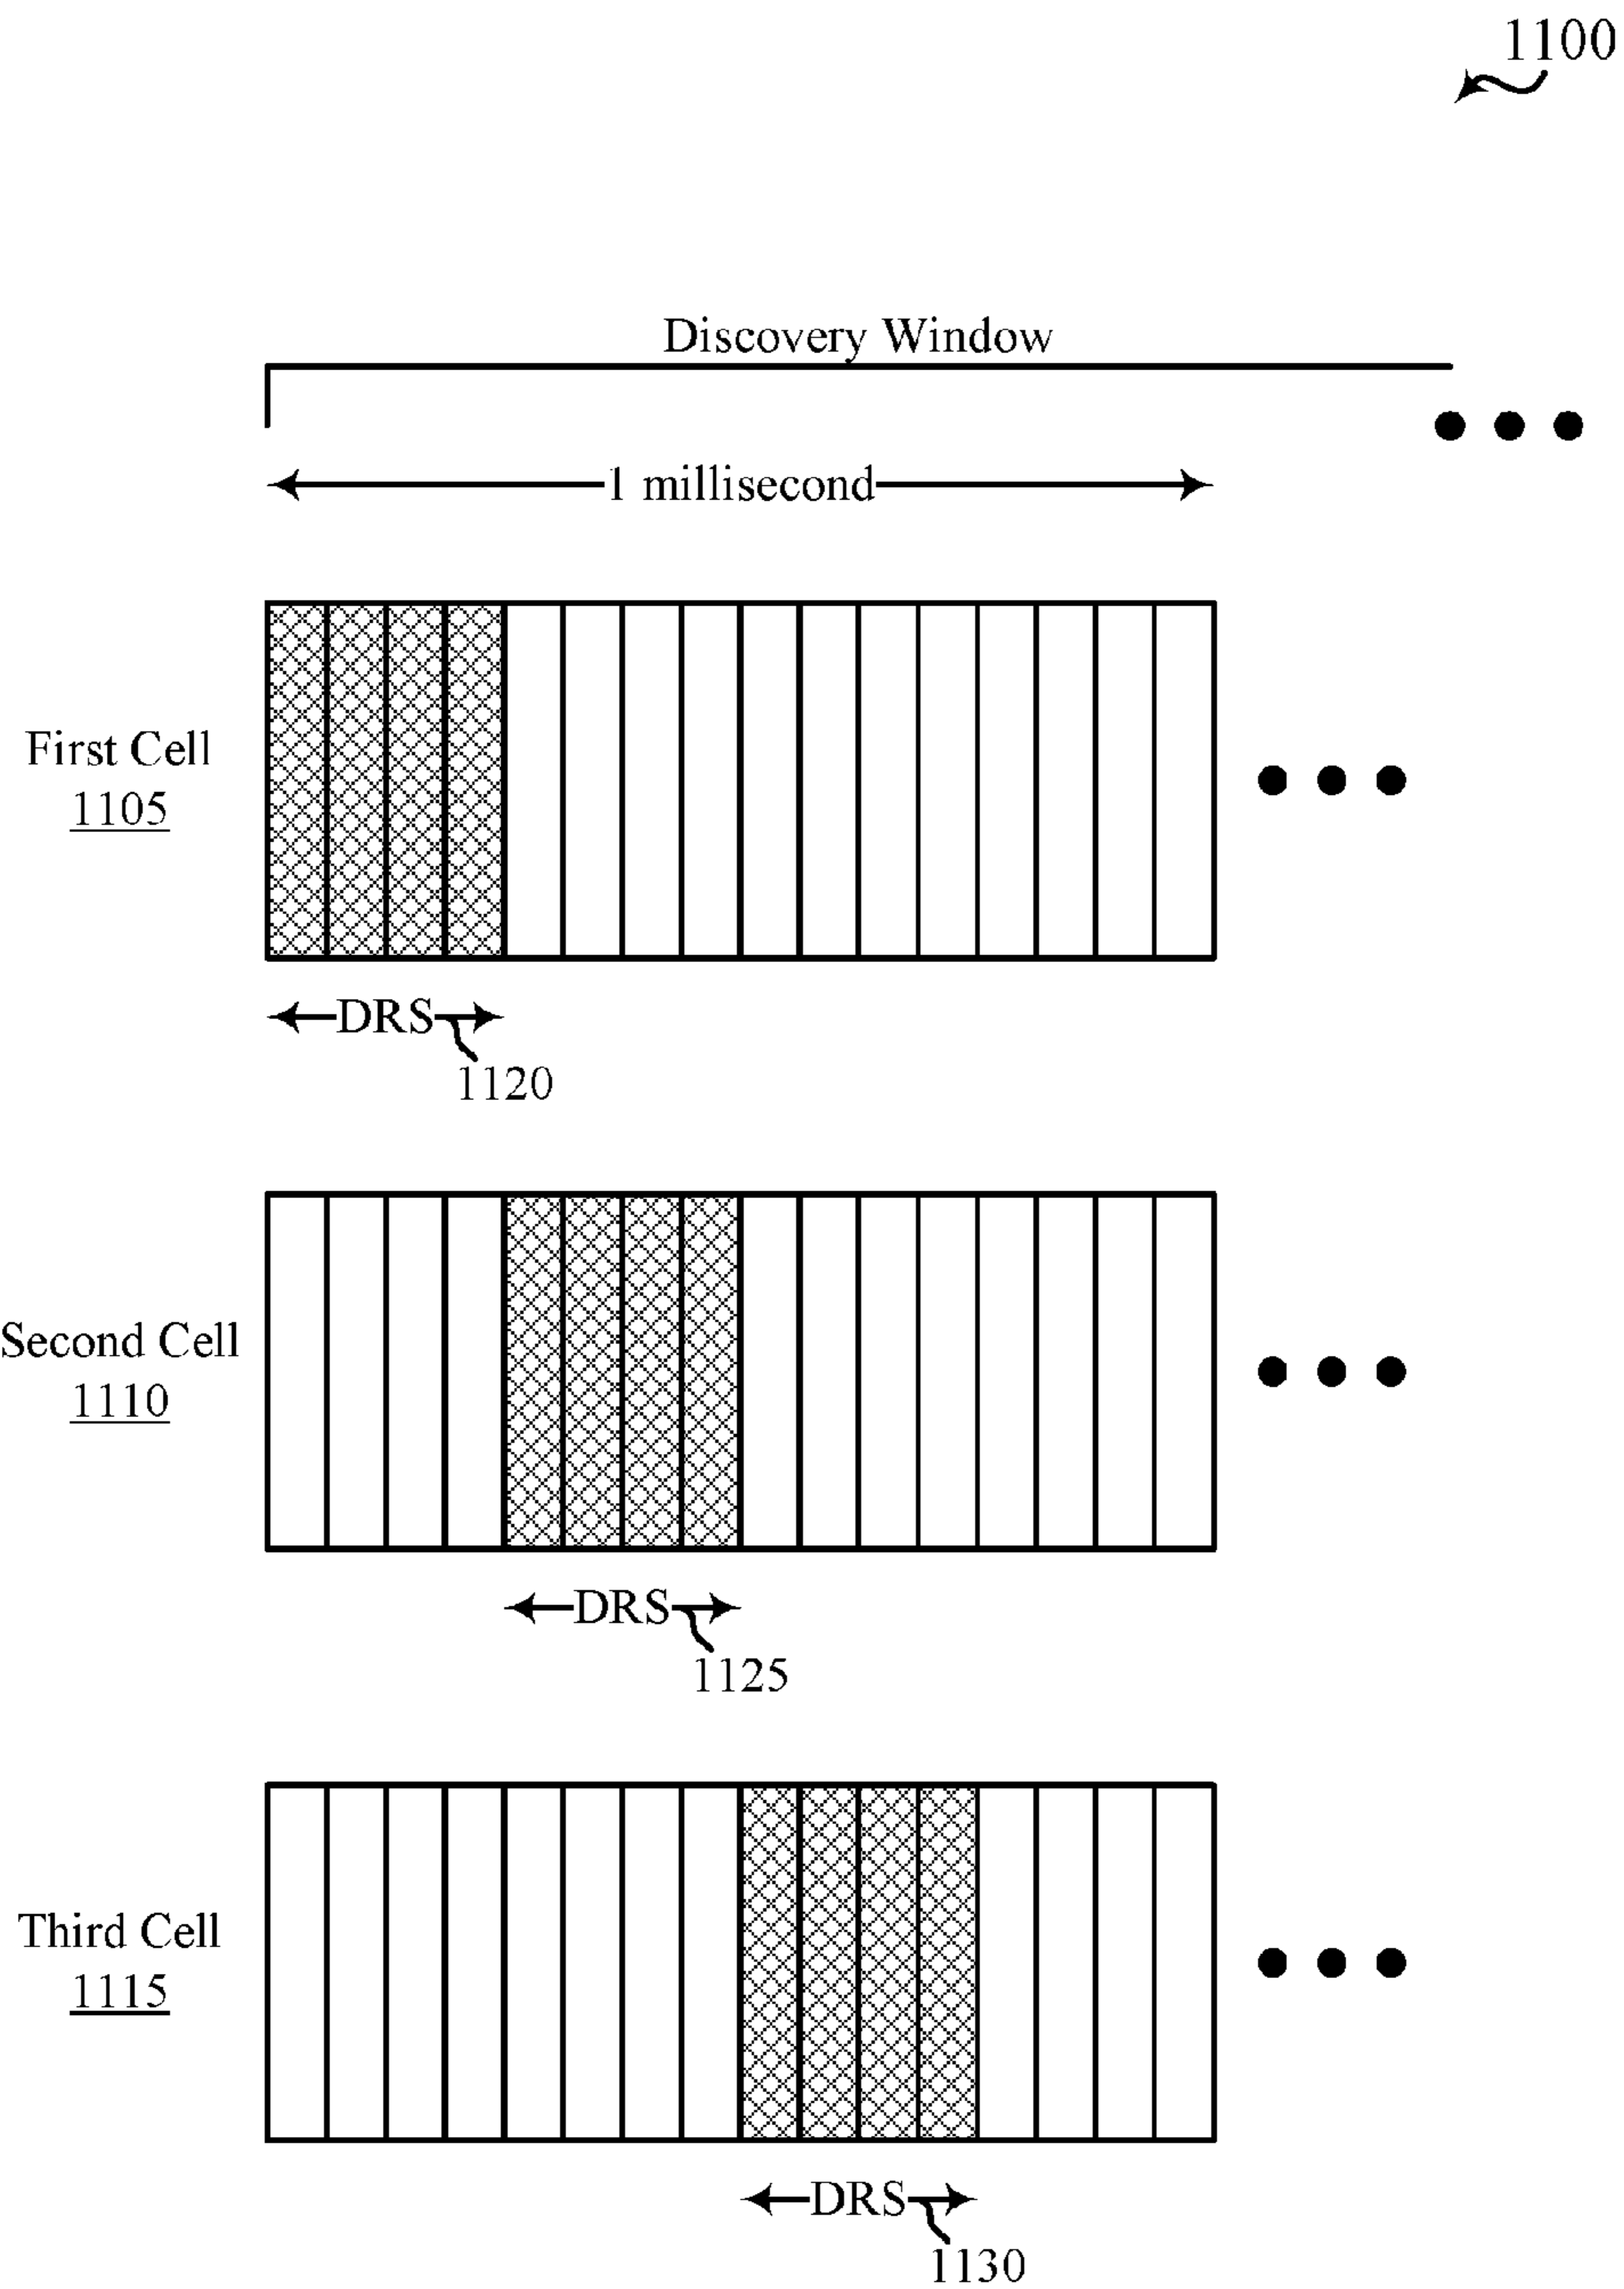 1100
Discovery Window
1 millisecond
First Cell
1105
DRS
1120
Second Cell
1110
DRS
1125
Third Cell
1115
DRS
1130